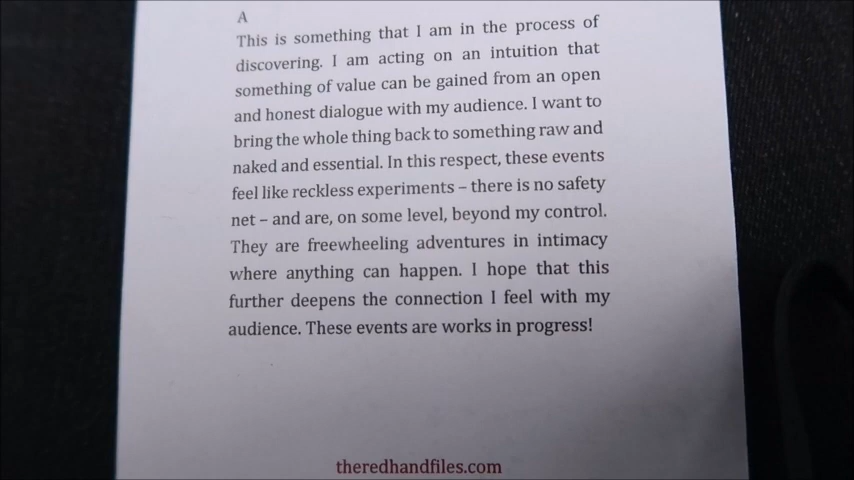 A
This is something that I am in the process of
discovering. I am acting on an intuition that
something of value can be gained from an open
and honest dialogue with my audience. I want to
bring the whole thing back to something raw and
naked and essential. In this respect, these events
feel like reckless experiments – there is no safety
net – and are, on some level, beyond my control.
They are freewheeling adventures in intimacy
where anything can happen. I hope that this
further deepens the connection I feel with my
audience. These events are works in progress!
theredhandfiles.com